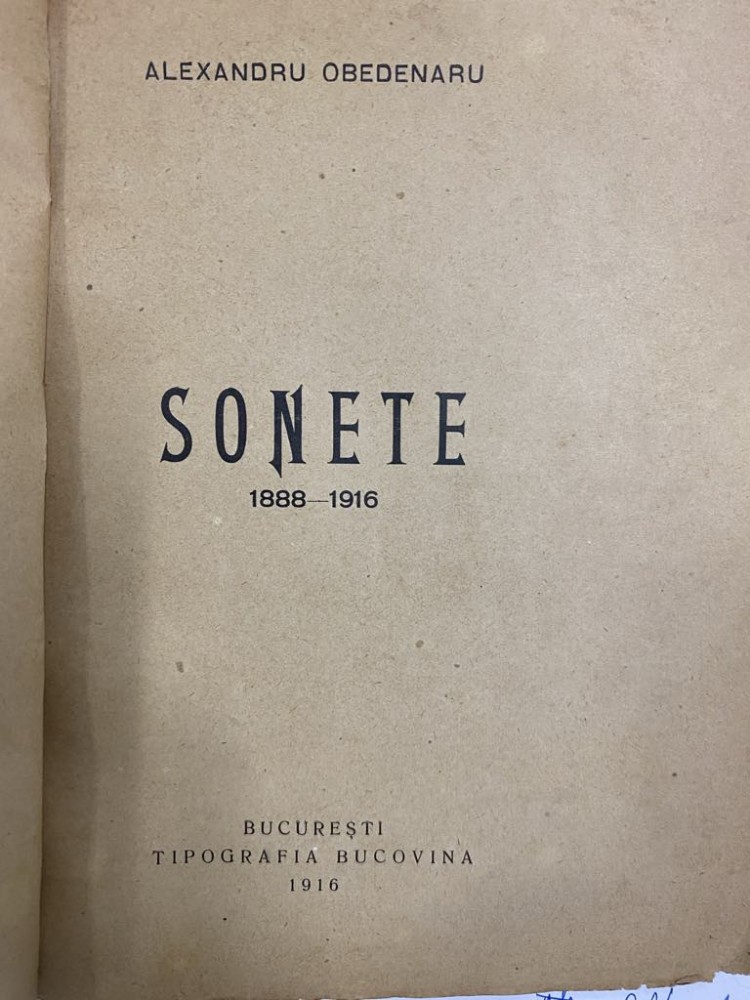 ALEXANDRU OBEDENARU
SONETE
1888—1916
BUCUREȘTI
TIPOGRAFIA BUCOVINA
1916